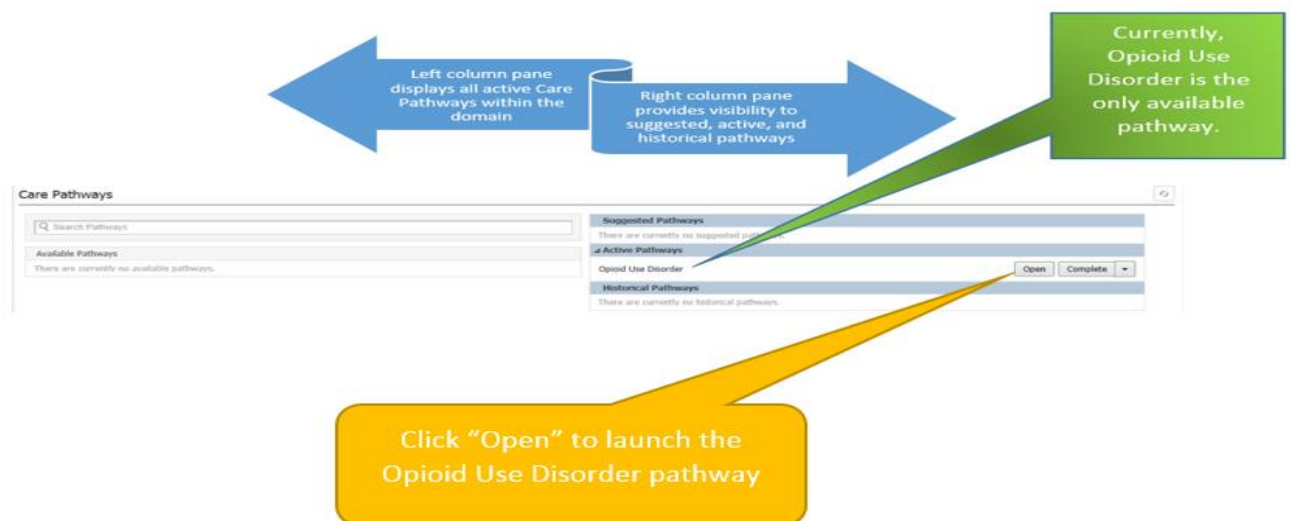 Left column pane
displays all active Care
Pathways within the
domain
Right column pane
provides visibility to
suggested, active, and
historical pathways
Currently,
Opioid Use
Disorder is the
only available
pathway.
Care Pathways
Search Pathways
Available Pathways
There are currently no available pathways.
Suggested Pathways
There are currently no suggested pathways.
Active Pathways
Opioid Use Disorder
Open
Complete
Historical Pathways
There are currently no historical pathways.
Click “Open” to launch the
Opioid Use Disorder pathway